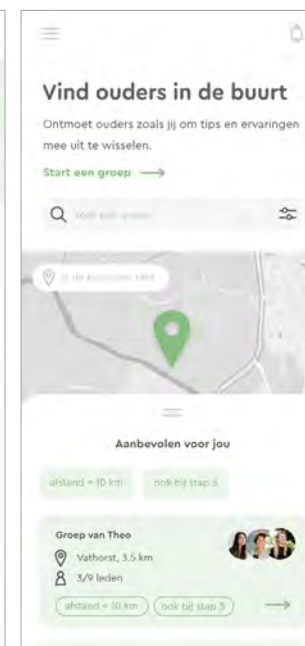 Vind ouders in de buurt
Ontmoet ouders zoals jij om tips en ervaringen
mee uit te wisselen.
Start een groep
Aanbevolen voor jou
afstand < 10 km
ook bij stap 5
Groep van Theo
Vathorst, 3.5 km
3/9 leden
afstand < 10 km
ook bij stap 5